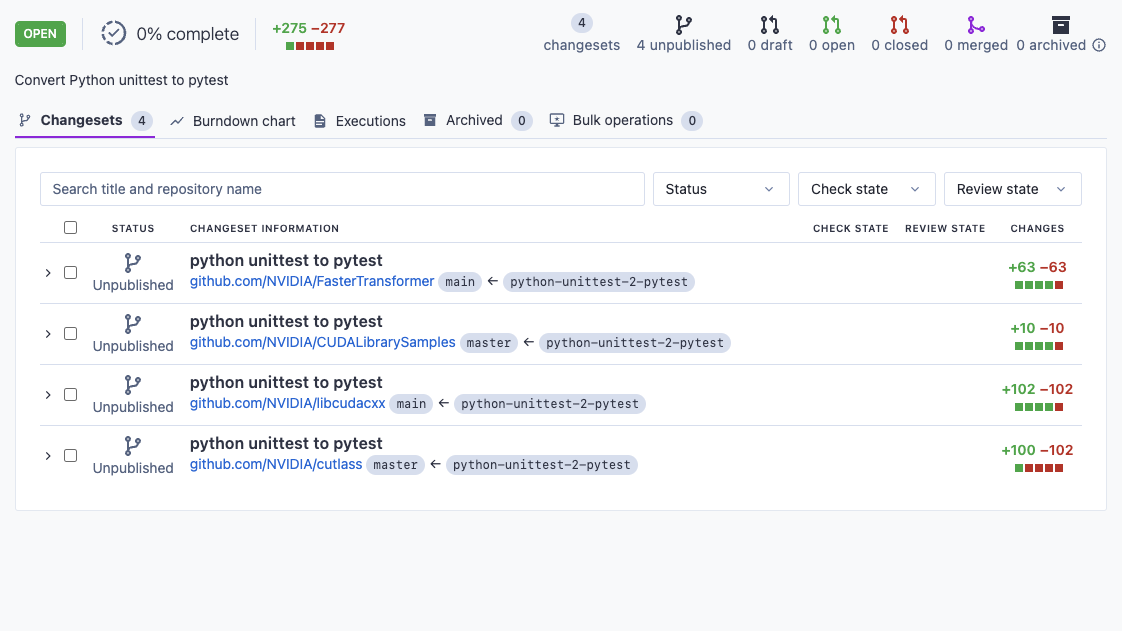 OPEN
0% complete
+275 −277
4
changesets
4 unpublished
0 draft
0 open
0 closed
0 merged
0 archived
Convert Python unittest to pytest
Changesets 4
Burndown chart
Executions
Archived 0
Bulk operations 0
Search title and repository name
Status
Check state
Review state
STATUS CHANGESET INFORMATION CHECK STATE REVIEW STATE CHANGES
python unittest to pytest
Unpublished
github.com/NVIDIA/FasterTransformer main ← python-unittest-2-pytest
+63 −63
python unittest to pytest
Unpublished
github.com/NVIDIA/CUDALibrarySamples master ← python-unittest-2-pytest
+10 −10
python unittest to pytest
Unpublished
github.com/NVIDIA/libcudacxx main ← python-unittest-2-pytest
+102 −102
python unittest to pytest
Unpublished
github.com/NVIDIA/cutlass master ← python-unittest-2-pytest
+100 −102